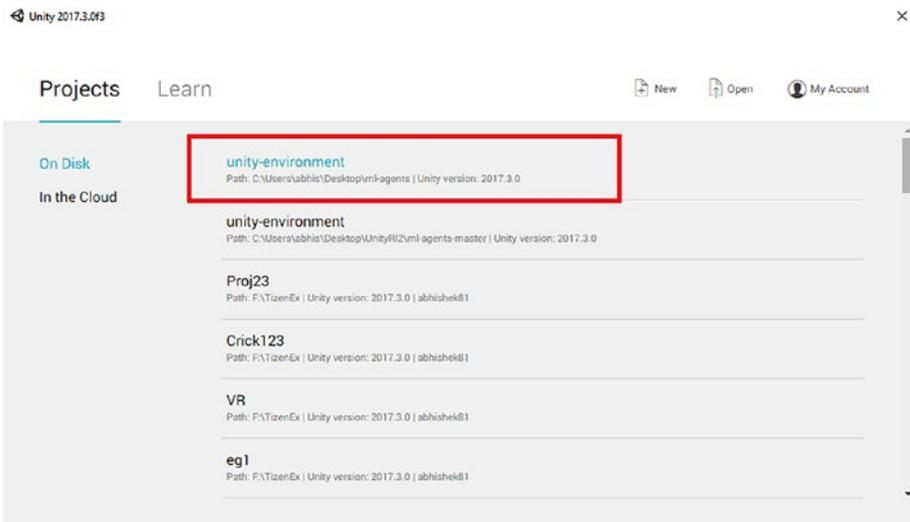 Unity 2017.3.0f3
Projects Learn New Open My Account
On Disk
In the Cloud
unity-environment
Path: C:\Users\abhis\Desktop\ml-agents | Unity version: 2017.3.0
unity-environment
Path: C:\Users\abhis\Desktop\UnityRl2\ml-agents-master | Unity version: 2017.3.0
Proj23
Path: F:\TizenEx | Unity version: 2017.3.0 | abhishek81
Crick123
Path: F:\TizenEx | Unity version: 2017.3.0 | abhishek81
VR
Path: F:\TizenEx | Unity version: 2017.3.0 | abhishek81
eg1
Path: F:\TizenEx | Unity version: 2017.3.0 | abhishek81